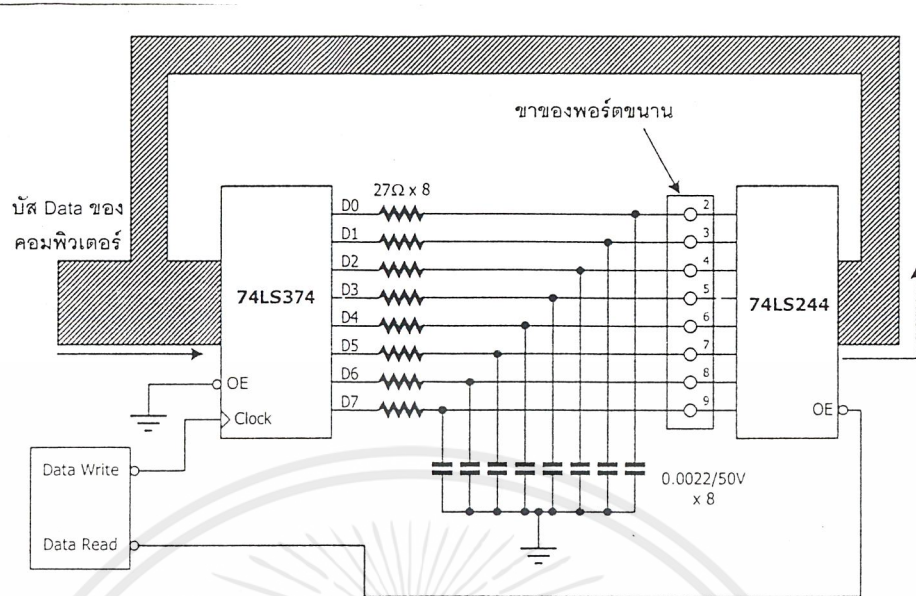 ขาของพอร์ตขนาน
บัส Data ของ
คอมพิวเตอร์
27Ω x 8
74LS374
D0
D1
D2
D3
D4
D5
D6
D7
OE
Clock
2
3
4
5
6
7
8
9
74LS244
OE
Data Write
Data Read
0.0022/50V
x 8